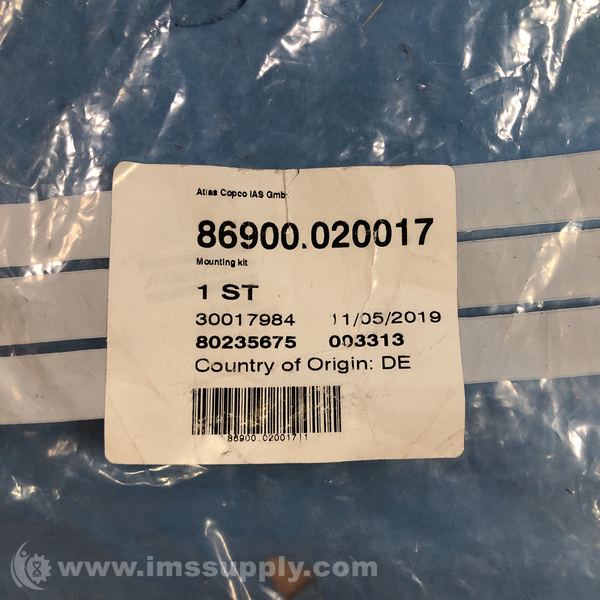 Atlas Copco IAS Gmb
86900.020017
Mounting kit
1 ST
30017984 11/05/2019
80235675 003313
Country of Origin: DE
86900.020017|1
www.imssupply.com